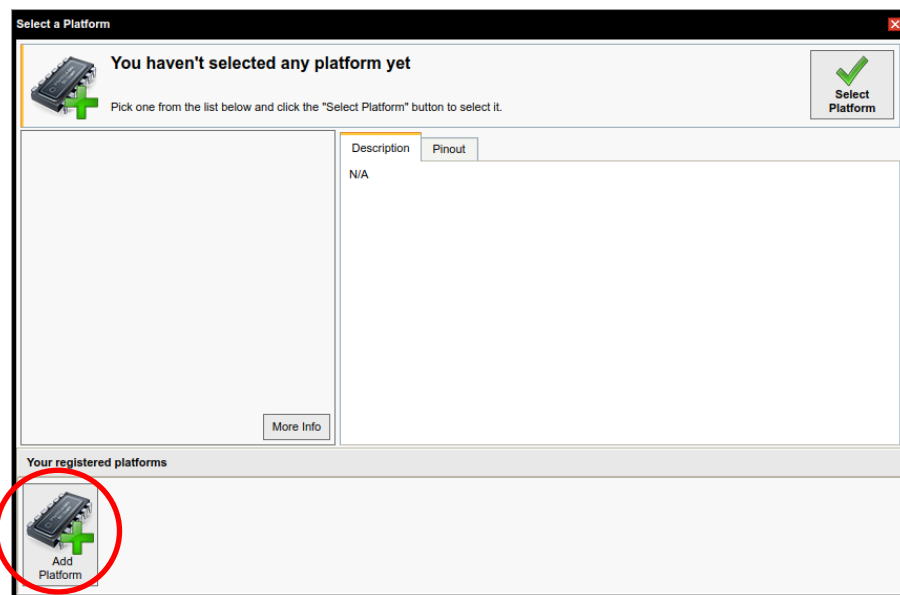 Select a Platform
You haven't selected any platform yet
Pick one from the list below and click the "Select Platform" button to select it.
Select
Platform
Description
Pinout
N/A
More Info
Your registered platforms
Add
Platform